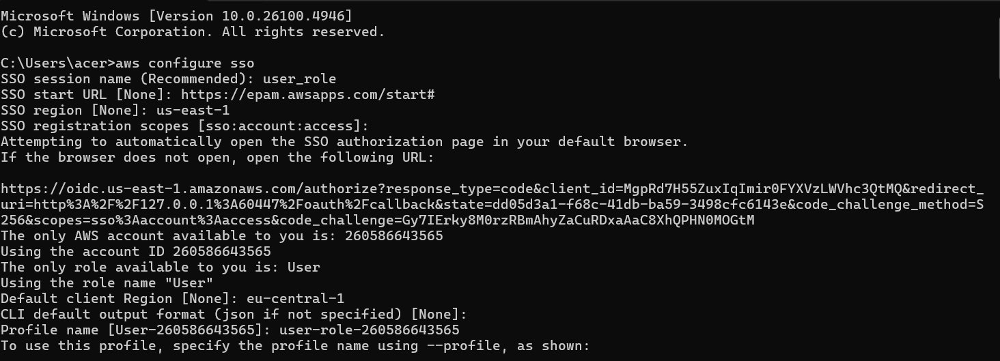 Microsoft Windows [Version 10.0.26100.4946]
(c) Microsoft Corporation. All rights reserved.
C:\Users\acer>aws configure sso
SSO session name (Recommended): user_role
SSO start URL [None]: https://epam.awsapps.com/start#
SSO region [None]: us-east-1
SSO registration scopes [sso:account:access]:
Attempting to automatically open the SSO authorization page in your default browser.
If the browser does not open, open the following URL:
https://oidc.us-east-1.amazonaws.com/authorize?response_type=code&client_id=MgpRd7H55ZuxIqImir0FYXVzLWVhc3QtMQ&redirect_
uri=http%3A%2F%2F127.0.0.1%3A60447%2Foauth%2Fcallback&state=dd05d3a1-f68c-41db-ba59-3498cfc6143e&code_challenge_method=S
256&scopes=sso%3Aaccount%3Aaccess&code_challenge=Gy7IErky8M0rzRBmAhyZaCuRDxaAaC8XhQPHN0MOGtM
The only AWS account available to you is: 260586643565
Using the account ID 260586643565
The only role available to you is: User
Using the role name "User"
Default client Region [None]: eu-central-1
CLI default output format (json if not specified) [None]:
Profile name [User-260586643565]: user-role-260586643565
To use this profile, specify the profile name using --profile, as shown: